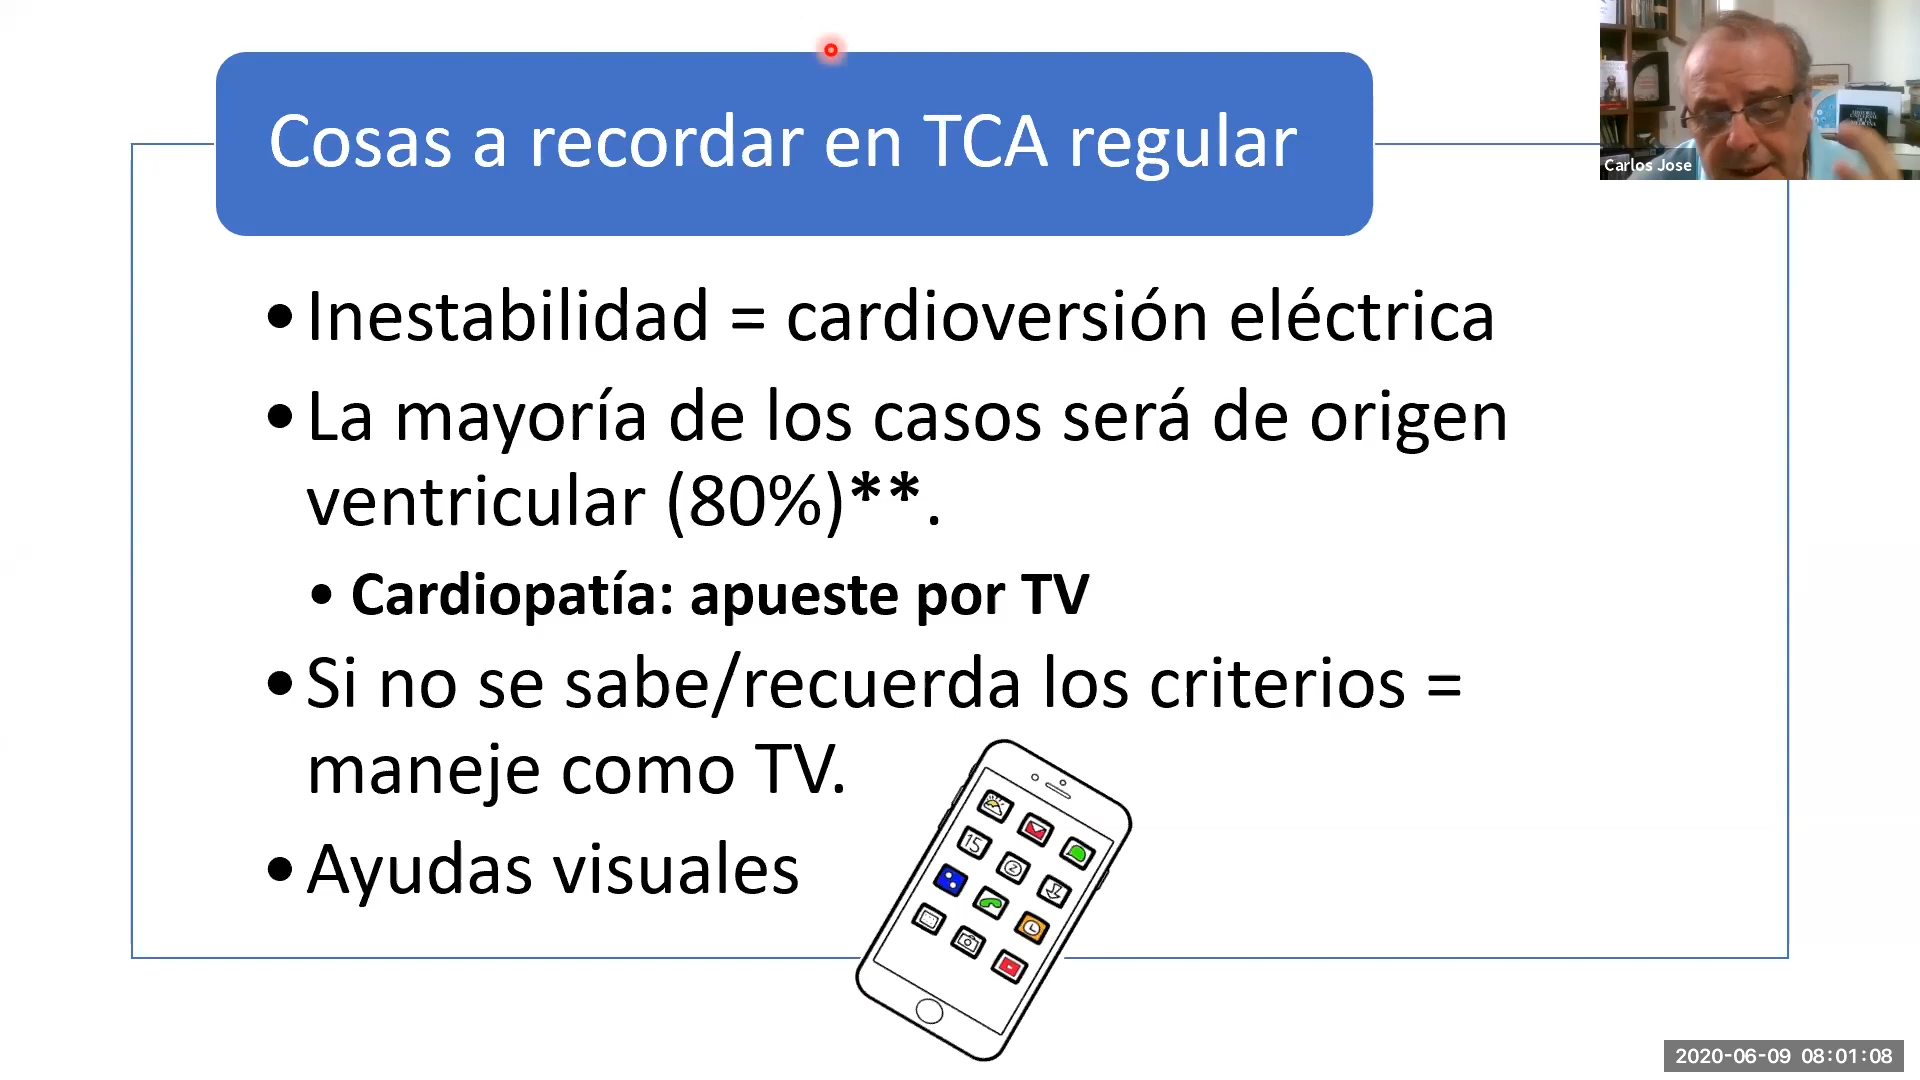 Cosas a recordar en TCA regular
Carlos Jose
•Inestabilidad = cardioversión eléctrica
•La mayoría de los casos será de origen
ventricular (80%)**.
• Cardiopatía: apueste por TV
•Si no se sabe/recuerda los criterios =
maneje como TV.
•Ayudas visuales
15
2020-06-09 08:01:08